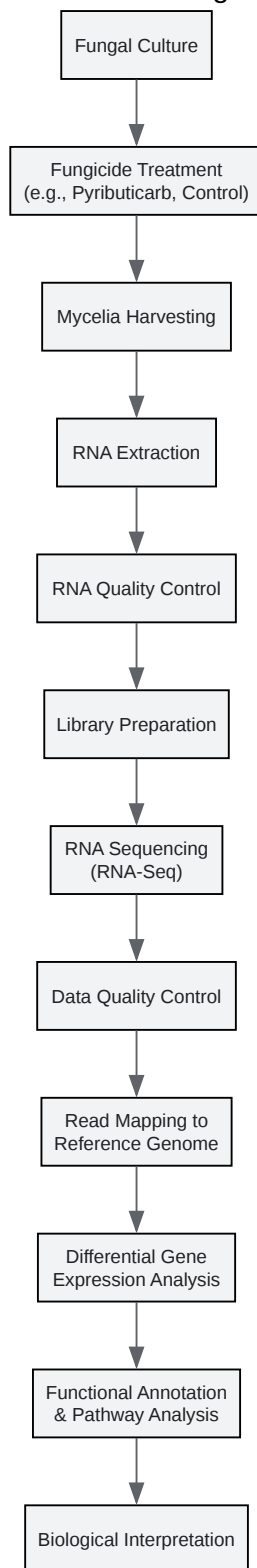 Fungal Culture
Fungicide Treatment
(e.g., Pyributicarb, Control)
Mycelia Harvesting
RNA Extraction
RNA Quality Control
Library Preparation
RNA Sequencing
(RNA-Seq)
Data Quality Control
Read Mapping to
Reference Genome
Differential Gene
Expression Analysis
Functional Annotation
& Pathway Analysis
Biological Interpretation